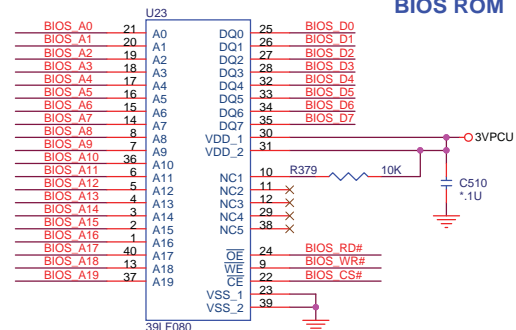 BIOS ROM
U23
BIOS_A0 21 A0 DQ0 25 BIOS_D0
BIOS_A1 20 A1 DQ1 26 BIOS_D1
BIOS_A2 19 A2 DQ2 27 BIOS_D2
BIOS_A3 18 A3 DQ3 28 BIOS_D3
BIOS_A4 17 A4 DQ4 32 BIOS_D4
BIOS_A5 16 A5 DQ5 33 BIOS_D5
BIOS_A6 15 A6 DQ6 34 BIOS_D6
BIOS_A7 14 A7 DQ7 35 BIOS_D7
BIOS_A8 8 A8 VDD_1 30 3VPCU
BIOS_A9 7 A9 VDD_2 31
BIOS_A10 36 A10
BIOS_A11 6 A11 NC1 10 R379 10K
BIOS_A12 5 A12 NC2 11 C510
BIOS_A13 4 A13 NC3 12 *.1U
BIOS_A14 3 A14 NC4 29
BIOS_A15 2 A15 NC5 38
BIOS_A16 1 A16
BIOS_A17 40 A17 OE 24 BIOS_RD#
BIOS_A18 13 A18 WE 9 BIOS_WR#
BIOS_A19 37 A19 CE 22 BIOS_CS#
VSS_1 23
VSS_2 39
39LF080